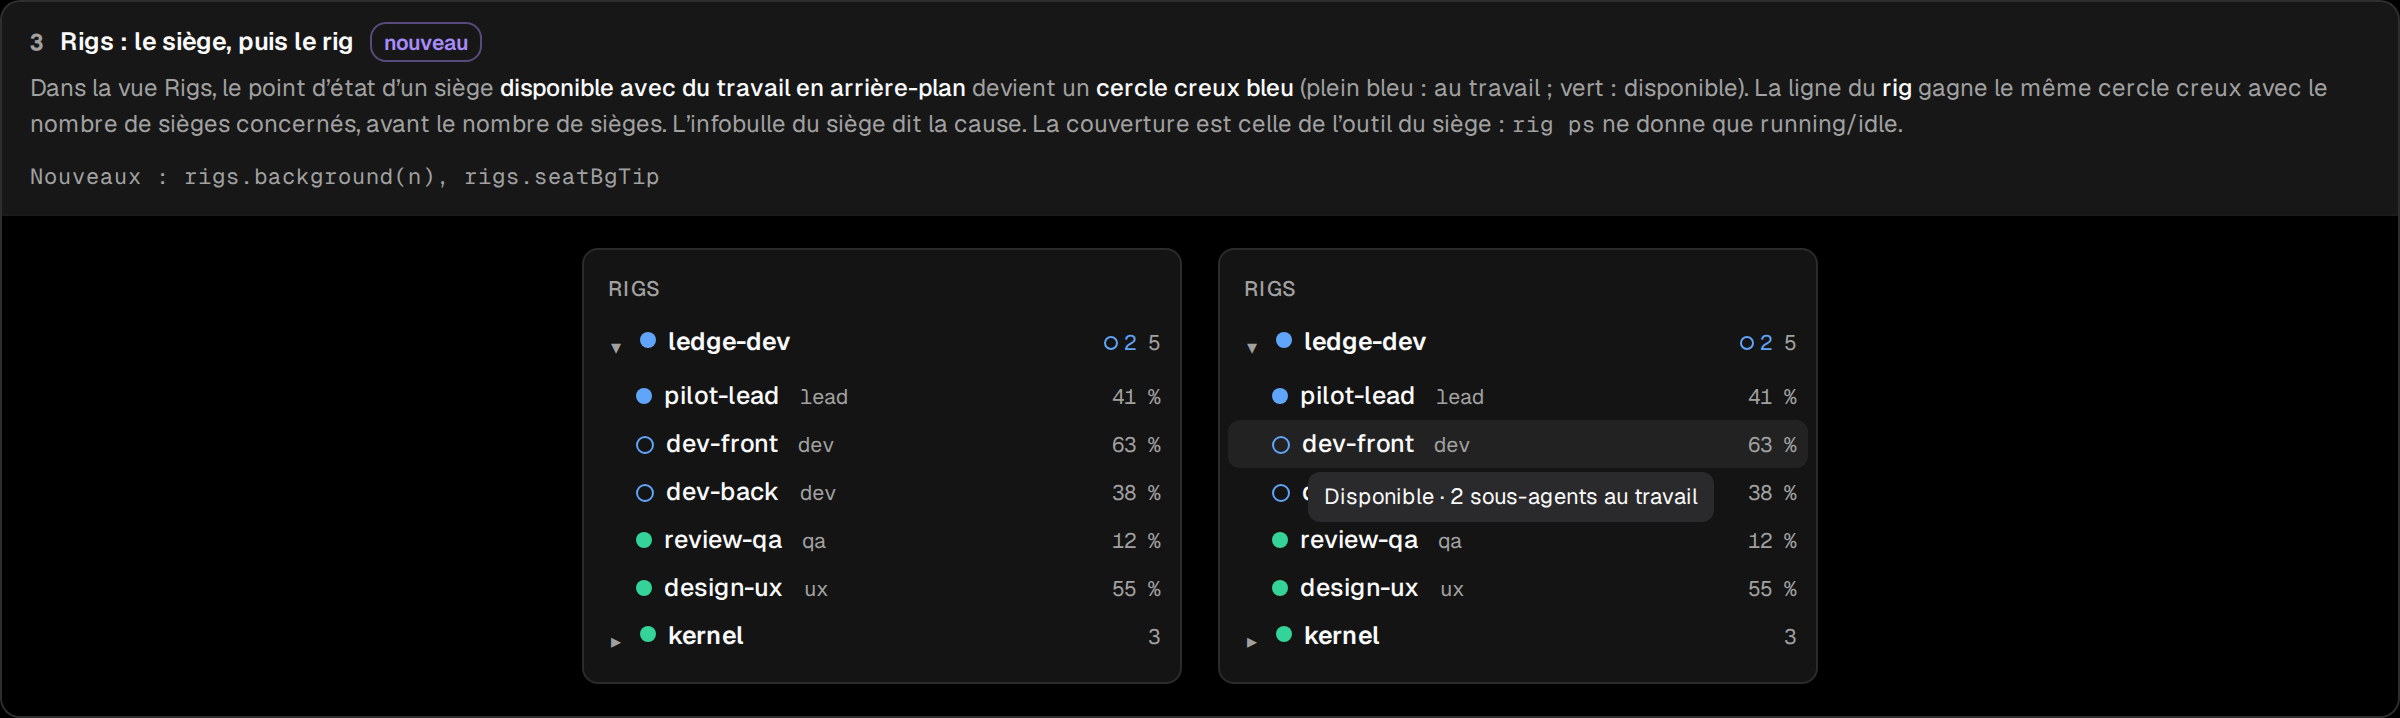 3 Rigs : le siège, puis le rig nouveau
Dans la vue Rigs, le point d’état d’un siège disponible avec du travail en arrière-plan devient un cercle creux bleu (plein bleu : au travail ; vert : disponible). La ligne du rig gagne le même cercle creux avec le
nombre de sièges concernés, avant le nombre de sièges. L’infobulle du siège dit la cause. La couverture est celle de l’outil du siège : rig ps ne donne que running/idle.
Nouveaux : rigs.background(n), rigs.seatBgTip
RIGS
▾ ledge-dev 2 5
pilot-lead lead 41 %
dev-front dev 63 %
dev-back dev 38 %
review-qa qa 12 %
design-ux ux 55 %
▸ kernel 3
RIGS
▾ ledge-dev 2 5
pilot-lead lead 41 %
dev-front dev 63 %
Disponible · 2 sous-agents au travail 38 %
review-qa qa 12 %
design-ux ux 55 %
▸ kernel 3